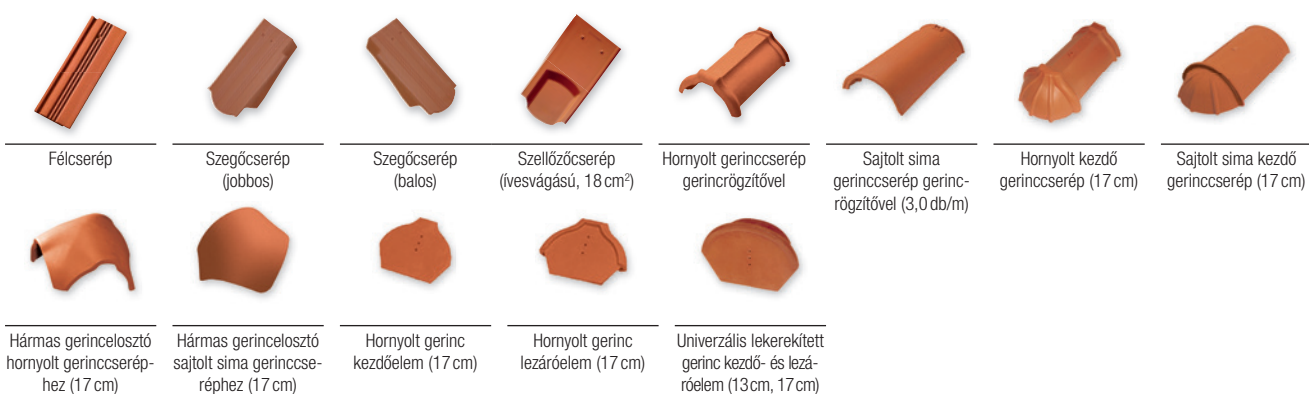 Félcserép
Szegőcserép
(jobbos)
Szegőcserép
(balos)
Szellőzőcserép
(ívesvágású, 18 cm²)
Hornyolt gerinccserép
gerincrögzítővel
Sajtolt sima
gerinccserép gerinc-
rögzítővel (3,0 db/m)
Hornyolt kezdő
gerinccserép (17 cm)
Sajtolt sima kezdő
gerinccserép (17 cm)
Hármas gerincelosztó
hornyolt gerinccserép-
hez (17 cm)
Hármas gerincelosztó
sajtolt sima gerinccse-
réphez (17 cm)
Hornyolt gerinc
kezdőelem (17 cm)
Hornyolt gerinc
lezáróelem (17 cm)
Univerzális lekerekített
gerinc kezdő- és lezá-
róelem (13 cm, 17 cm)